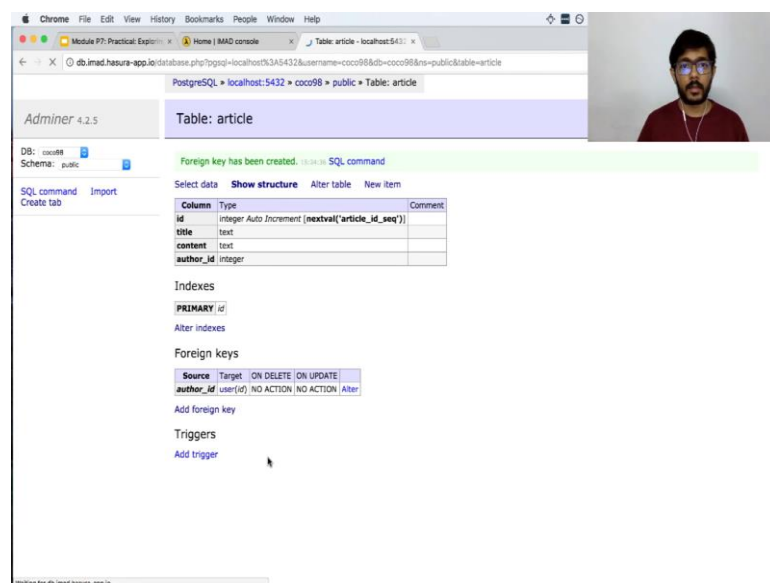 Chrome File Edit View History Bookmarks People Window Help
Module P7: Practical: Explorin × Home | IMAD console × Table: article - localhost:5432 ×
db.imad.hasura-app.io/database.php?pgsql=localhost%3A5432&username=coco98&db=coco98&ns=public&table=article
PostgreSQL » localhost:5432 » coco98 » public » Table: article
Adminer 4.2.5
Table: article
DB: coco98
Schema: public
Foreign key has been created. 15:34:36 SQL command
SQL command Import
Create tab
Select data Show structure Alter table New item
Column Type Comment
id integer Auto Increment [nextval('article_id_seq')]
title text
content text
author_id integer
Indexes
PRIMARY id
Alter indexes
Foreign keys
Source Target ON DELETE ON UPDATE
author_id user(id) NO ACTION NO ACTION Alter
Add foreign key
Triggers
Add trigger